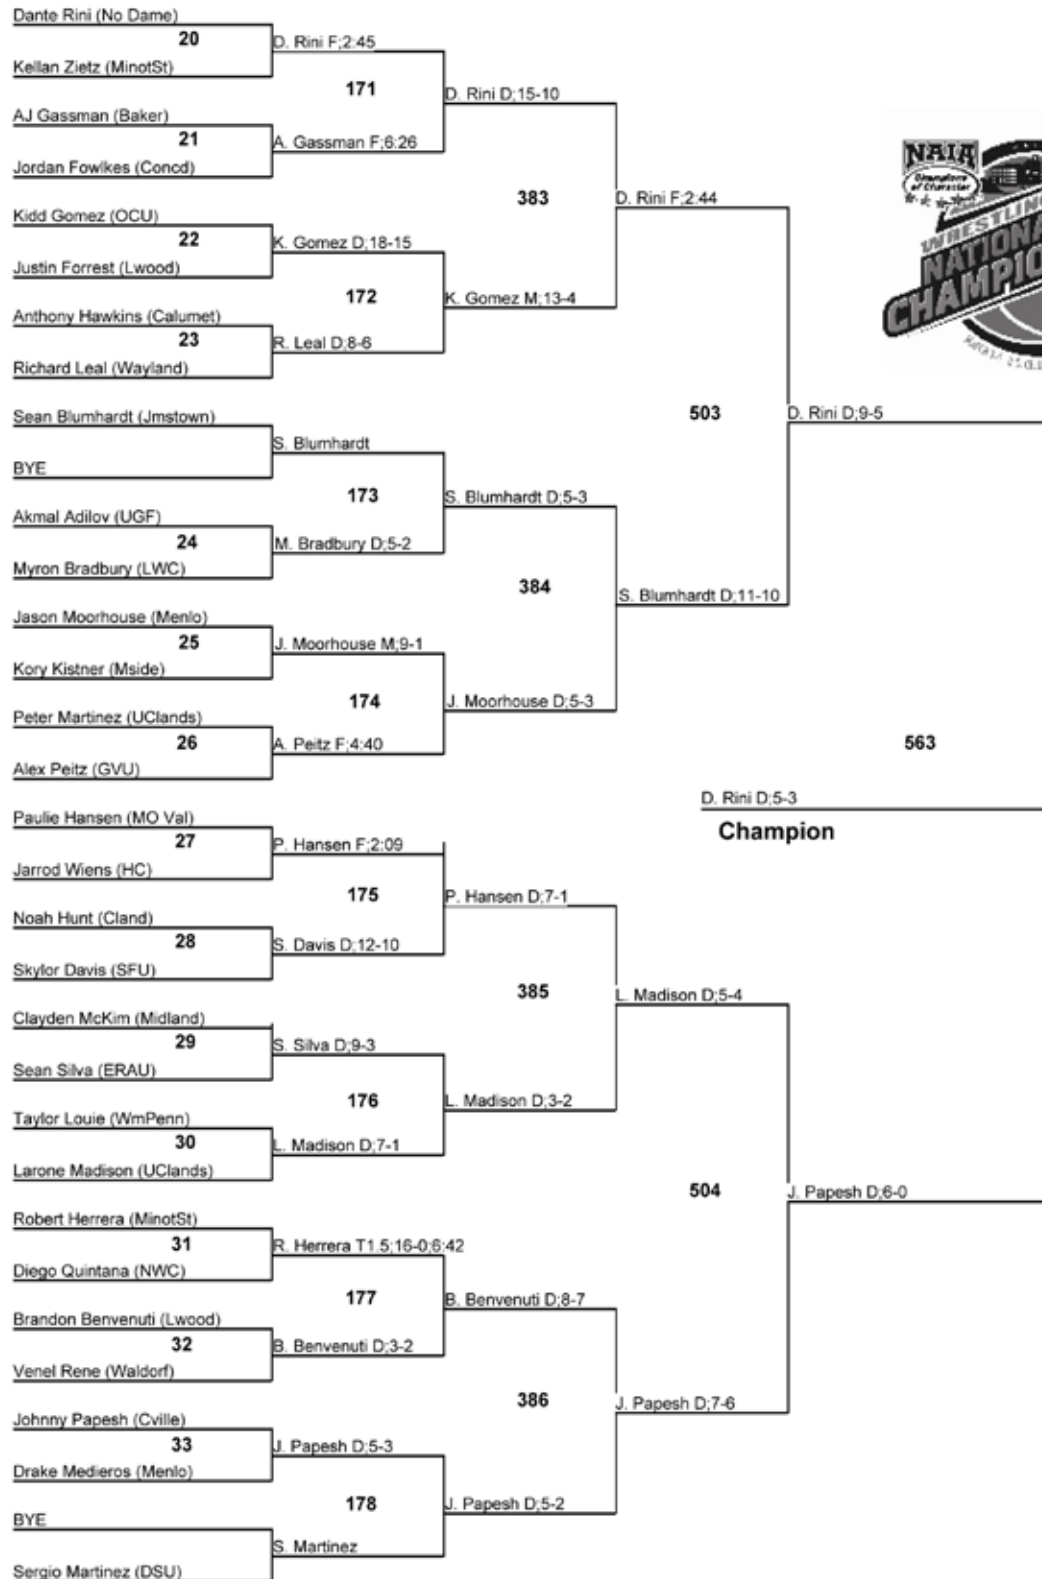 Dante Rini (No Dame)
20
D. Rini F;2:45
Kellan Zietz (MinotSt)
171
D. Rini D;15-10
AJ Gassman (Baker)
21
A. Gassman F;6:26
Jordan Fowlkes (Concd)
383
D. Rini F;2:44
Kidd Gomez (OCU)
22
K. Gomez D;18-15
Justin Forrest (Lwood)
172
K. Gomez M;13-4
Anthony Hawkins (Calumet)
23
R. Leal D;8-6
Richard Leal (Wayland)
503
D. Rini D;9-5
Sean Blumhardt (Jmstown)
S. Blumhardt
BYE
173
S. Blumhardt D;5-3
Akmal Adilov (UGF)
24
M. Bradbury D;5-2
Myron Bradbury (LWC)
384
S. Blumhardt D;11-10
Jason Moorhouse (Menlo)
25
J. Moorhouse M;9-1
Kory Kistner (Mside)
174
J. Moorhouse D;5-3
Peter Martinez (UClands)
26
A. Peitz F;4:40
Alex Peitz (GVU)
563
D. Rini D;5-3
Champion
Paulie Hansen (MO Val)
27
P. Hansen F;2:09
Jarrod Wiens (HC)
175
P. Hansen D;7-1
Noah Hunt (Cland)
28
S. Davis D;12-10
Skylor Davis (SFU)
385
L. Madison D;5-4
Clayden McKim (Midland)
29
S. Silva D;9-3
Sean Silva (ERAU)
176
L. Madison D;3-2
Taylor Louie (WmPenn)
30
L. Madison D;7-1
Larone Madison (UClands)
504
J. Papesh D;6-0
Robert Herrera (MinotSt)
31
R. Herrera T1.5;16-0;6:42
Diego Quintana (NWC)
177
B. Benvenuti D;8-7
Brandon Benvenuti (Lwood)
32
B. Benvenuti D;3-2
Venel Rene (Waldorf)
386
J. Papesh D;7-6
Johnny Papesh (Cville)
33
J. Papesh D;5-3
Drake Medieros (Menlo)
178
J. Papesh D;5-2
BYE
S. Martinez
Sergio Martinez (DSU)
NAIA
Champions
of Character
WRESTLING
NATIONA
CHAMPIO